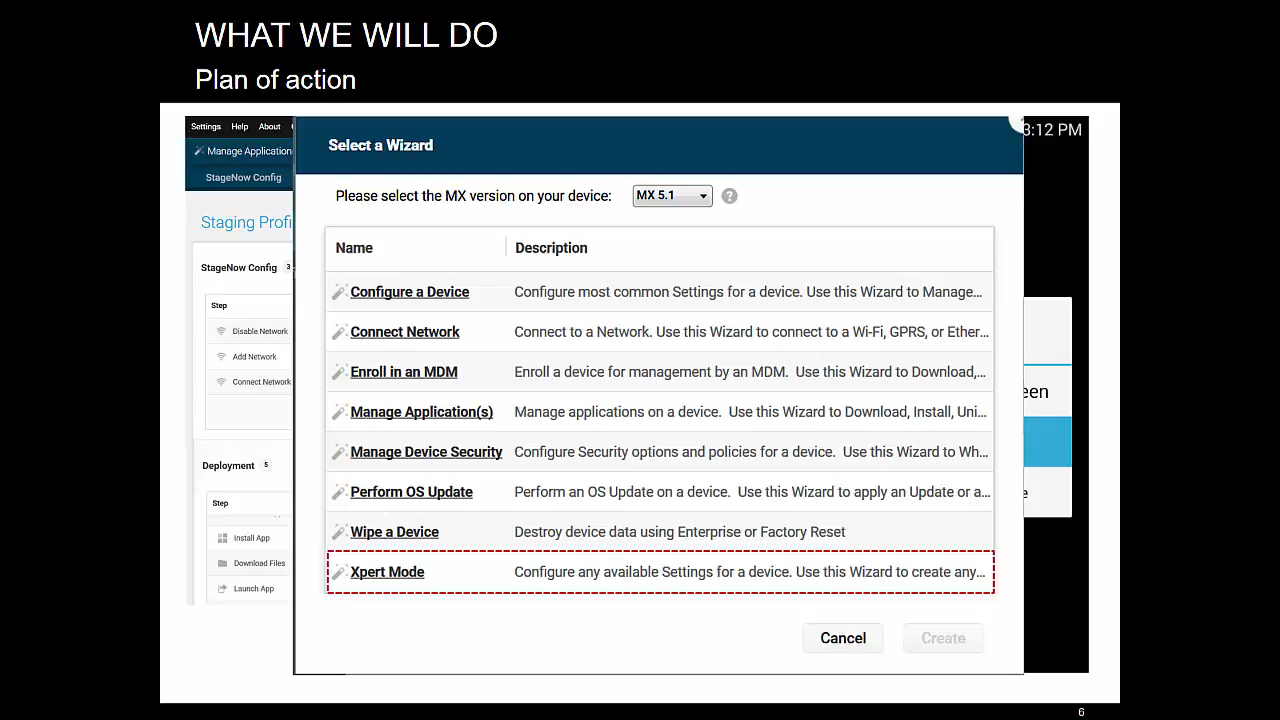 WHAT WE WILL DO
Plan of action
Settings Help About
Manage Application
StageNow Config
Staging Profi
StageNow Config 3
Step
Disable Network
Add Network
Connect Network
Deployment 5
Step
Install App
Download Files
Launch App
Select a Wizard
Please select the MX version on your device: MX 5.1 ?
Name Description
Configure a Device Configure most common Settings for a device. Use this Wizard to Manage...
Connect Network Connect to a Network. Use this Wizard to connect to a Wi-Fi, GPRS, or Ether...
Enroll in an MDM Enroll a device for management by an MDM. Use this Wizard to Download,...
Manage Application(s) Manage applications on a device. Use this Wizard to Download, Install, Uni...
Manage Device Security Configure Security options and policies for a device. Use this Wizard to Wh...
Perform OS Update Perform an OS Update on a device. Use this Wizard to apply an Update or a...
Wipe a Device Destroy device data using Enterprise or Factory Reset
Xpert Mode Configure any available Settings for a device. Use this Wizard to create any...
Cancel Create
3:12 PM
een
e
6